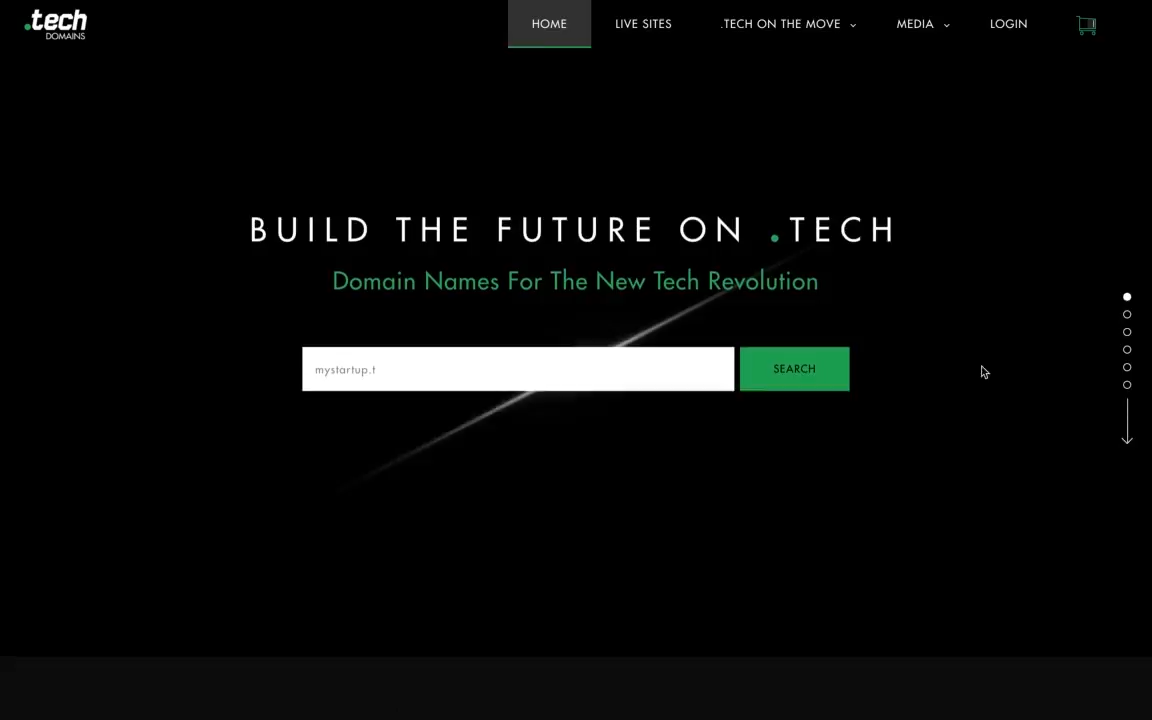 .tech
DOMAINS
HOME
LIVE SITES
.TECH ON THE MOVE
MEDIA
LOGIN
BUILD THE FUTURE ON .TECH
Domain Names For The New Tech Revolution
mystartup.t
SEARCH